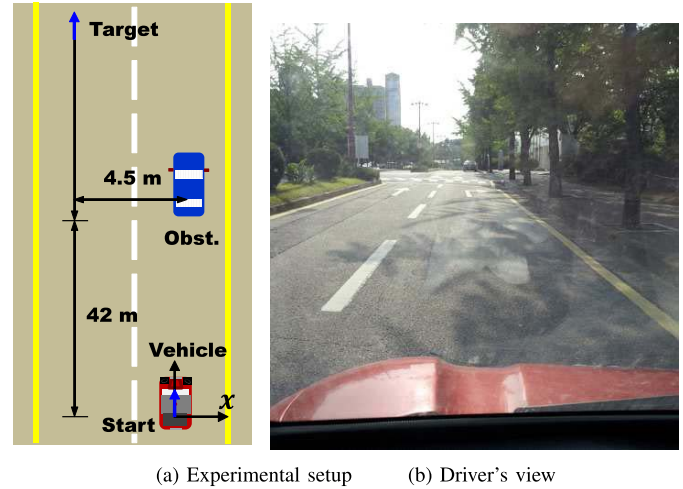 Target
4.5 m
Obst.
42 m
Vehicle
Start
x
(a) Experimental setup
(b) Driver's view